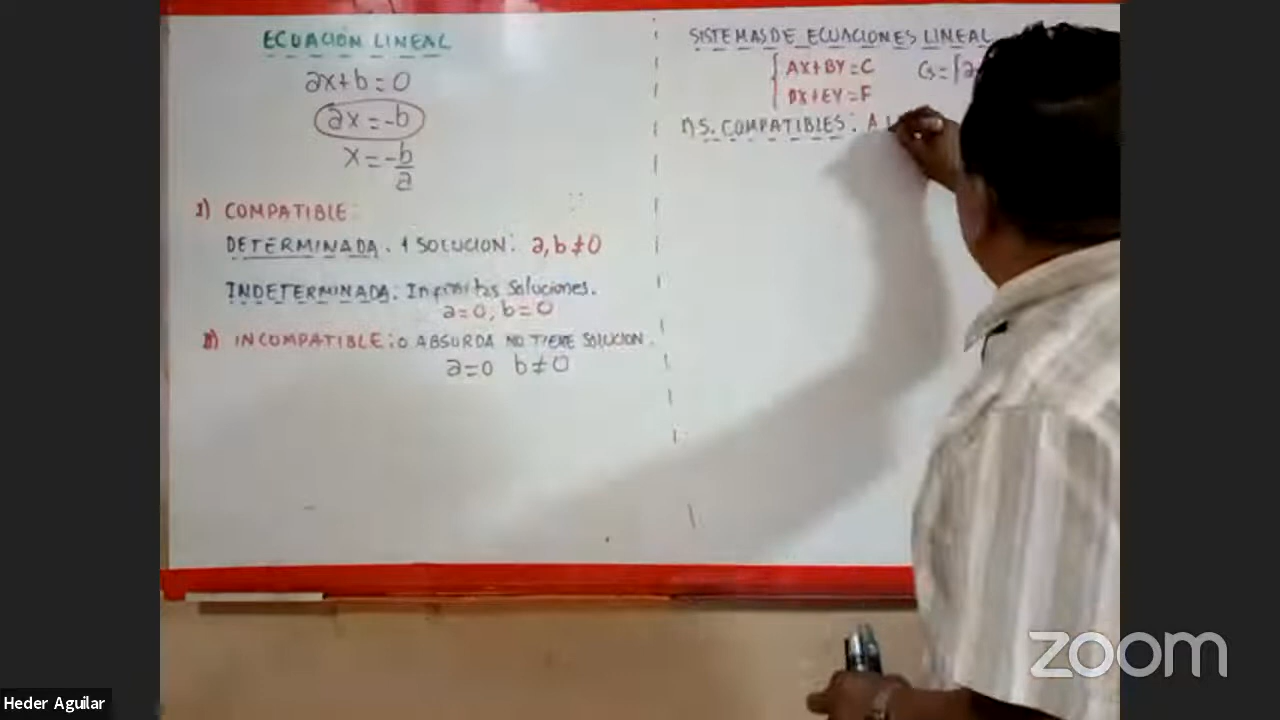 ECUACIÓN LINEAL
ax+b=0
ax=-b
x=-b/a
I) COMPATIBLE:
DETERMINADA. 1 SOLUCION: a,b≠0
INDETERMINADA: Infinitas Soluciones.
a=0, b=0
II) INCOMPATIBLE: O ABSURDA NO TIENE SOLUCION.
a=0 b≠0
SISTEMAS DE ECUACIONES LINEAL
AX+BY=C
DX+EY=F
S. COMPATIBLES:
zoom
Heder Aguilar